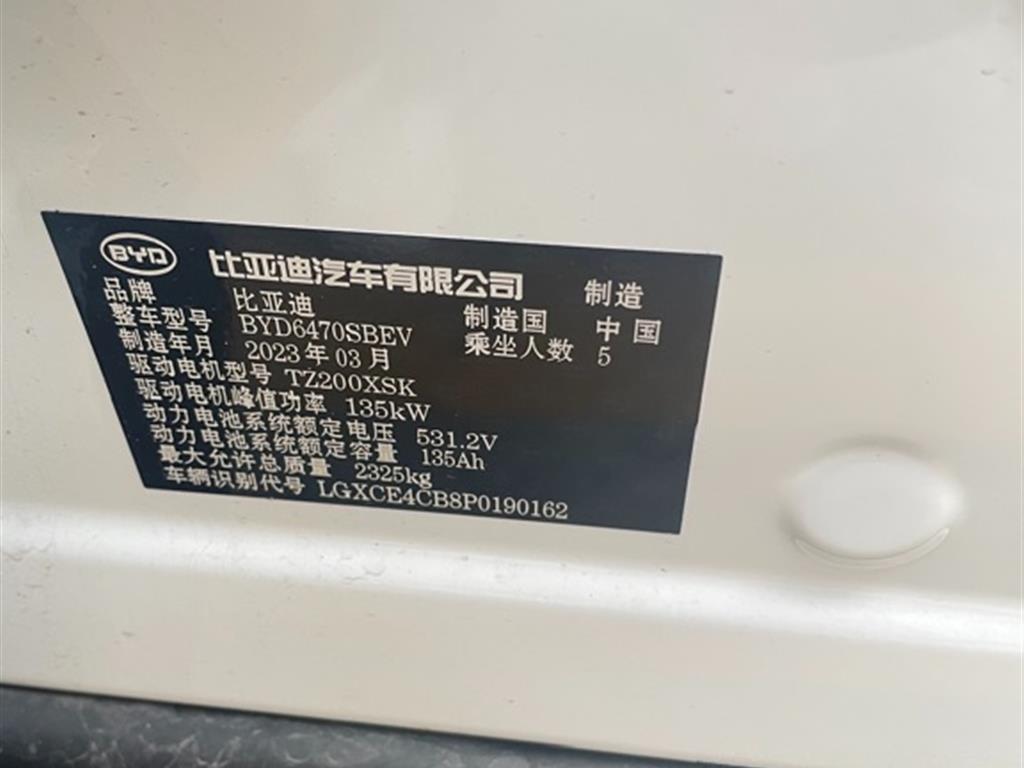 BYD 比亚迪汽车有限公司 制造
品牌 比亚迪 制造国 中国
整车型号 BYD6470SBEV 乘坐人数 5
制造年月 2023年03月
驱动电机型号 TZ200XSK
驱动电机峰值功率 135kW
动力电池系统额定电压 531.2V
动力电池系统额定容量 135Ah
最大允许总质量 2325kg
车辆识别代号 LGXCE4CB8P0190162